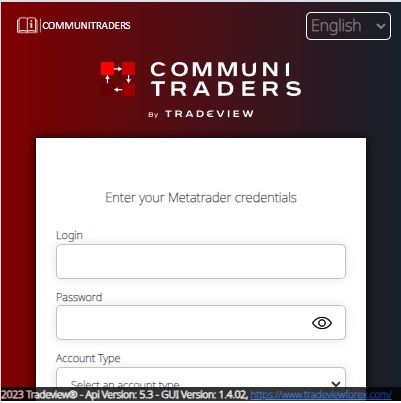 COMMUNITRADERS
English
COMMUNI
TRADERS
By TRADEVIEW
Enter your Metatrader credentials
Login
Password
Account Type
Select an account type
2023 Tradeview® - Api Version: 5.3 - GUI Version: 1.4.02, https://www.tradeviewforex.com/